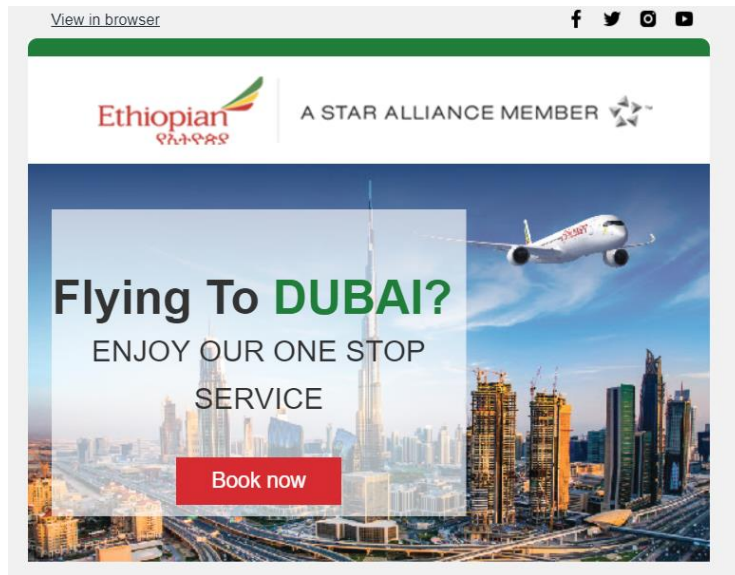 View in browser
Ethiopian
የኢትዮጵያ
A STAR ALLIANCE MEMBER
Flying To DUBAI?
ENJOY OUR ONE STOP
SERVICE
Book now